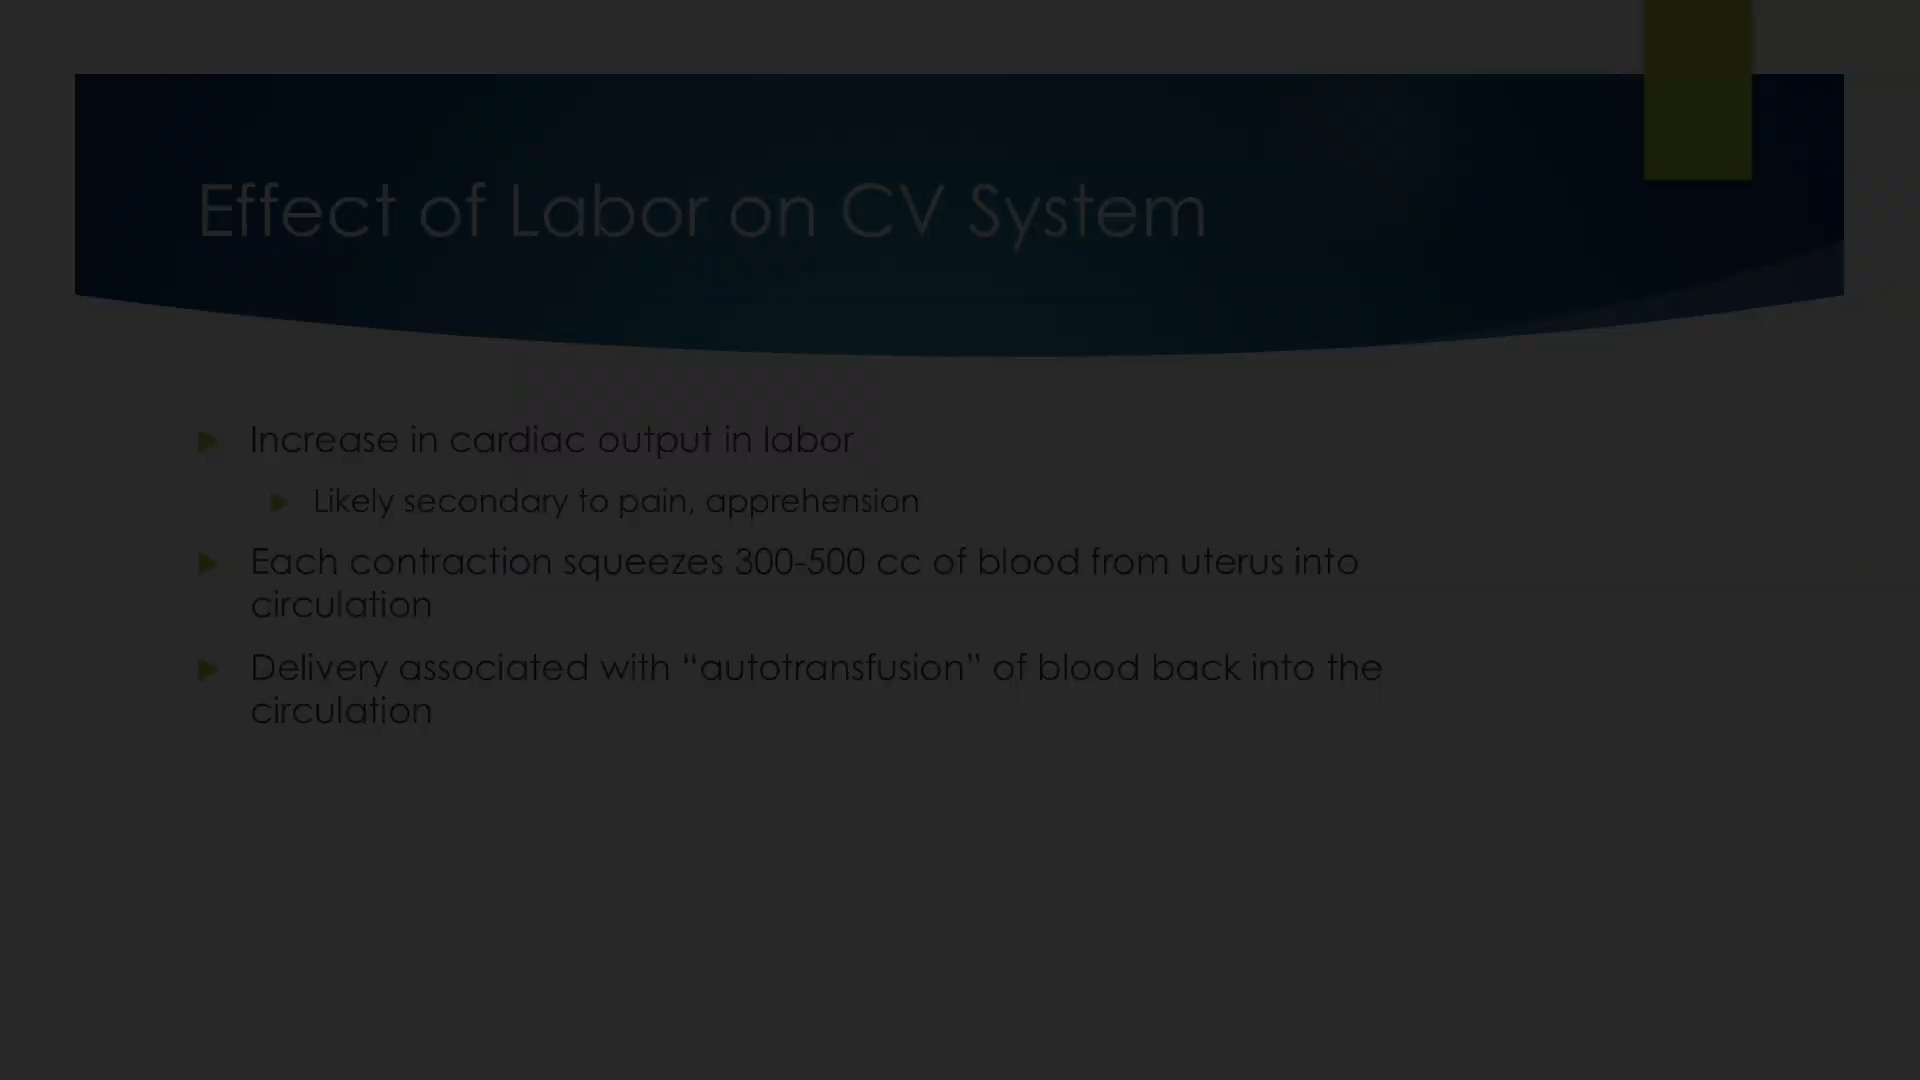 Effect of Labor on CV System
Increase in cardiac output in labor
Likely secondary to pain, apprehension
Each contraction squeezes 300-500 cc of blood from uterus into
circulation
Delivery associated with “autotransfusion” of blood back into the
circulation